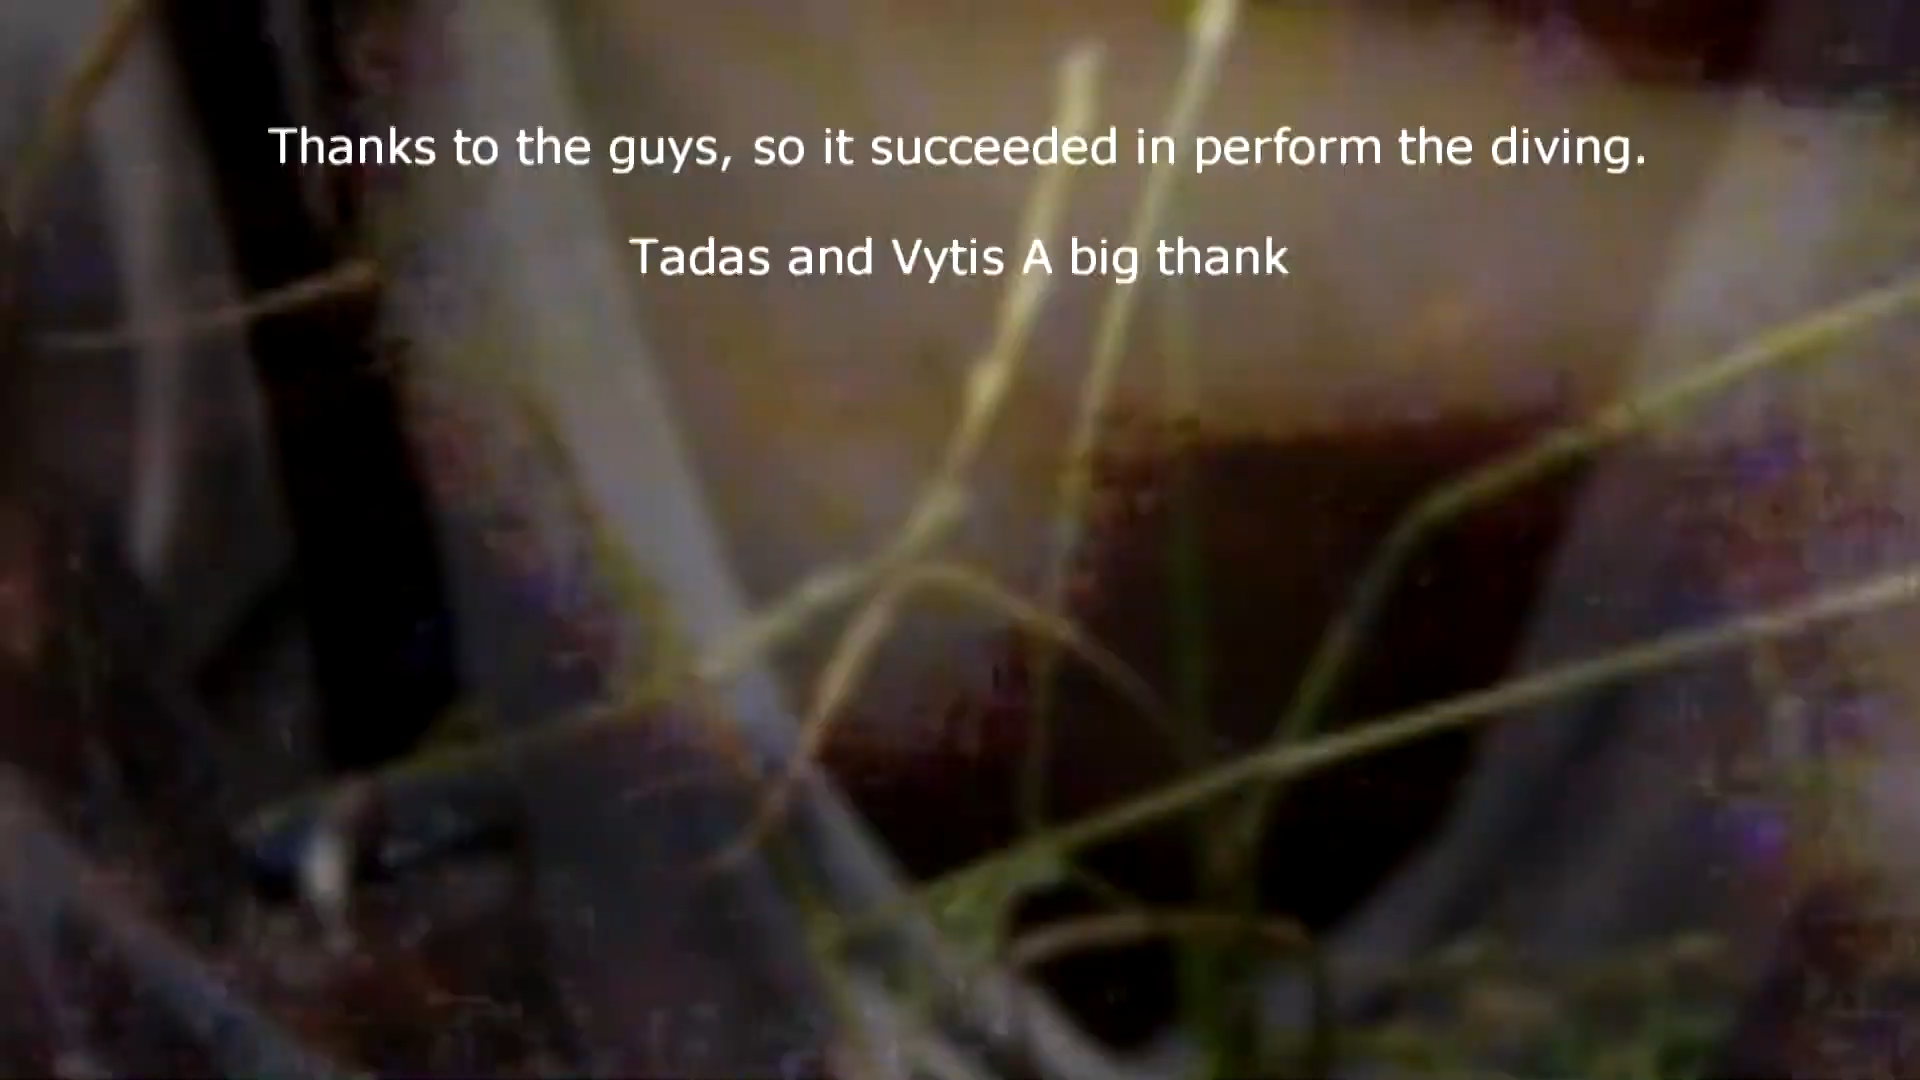 Thanks to the guys, so it succeeded in perform the diving.
Tadas and Vytis A big thank